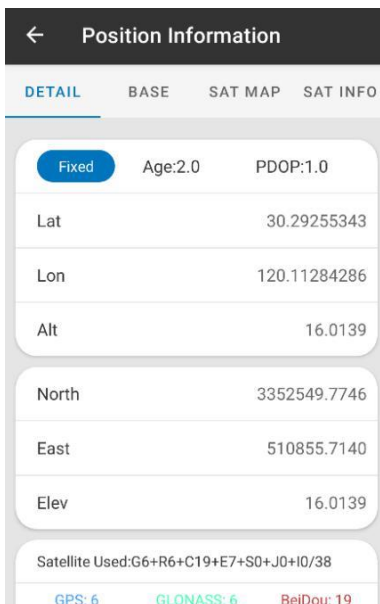 Position Information
DETAIL BASE SAT MAP SAT INFO
Fixed Age:2.0 PDOP:1.0
Lat 30.29255343
Lon 120.11284286
Alt 16.0139
North 3352549.7746
East 510855.7140
Elev 16.0139
Satellite Used:G6+R6+C19+E7+S0+J0+I0/38
GPS: 6 GLONASS: 6 BeiDou: 19